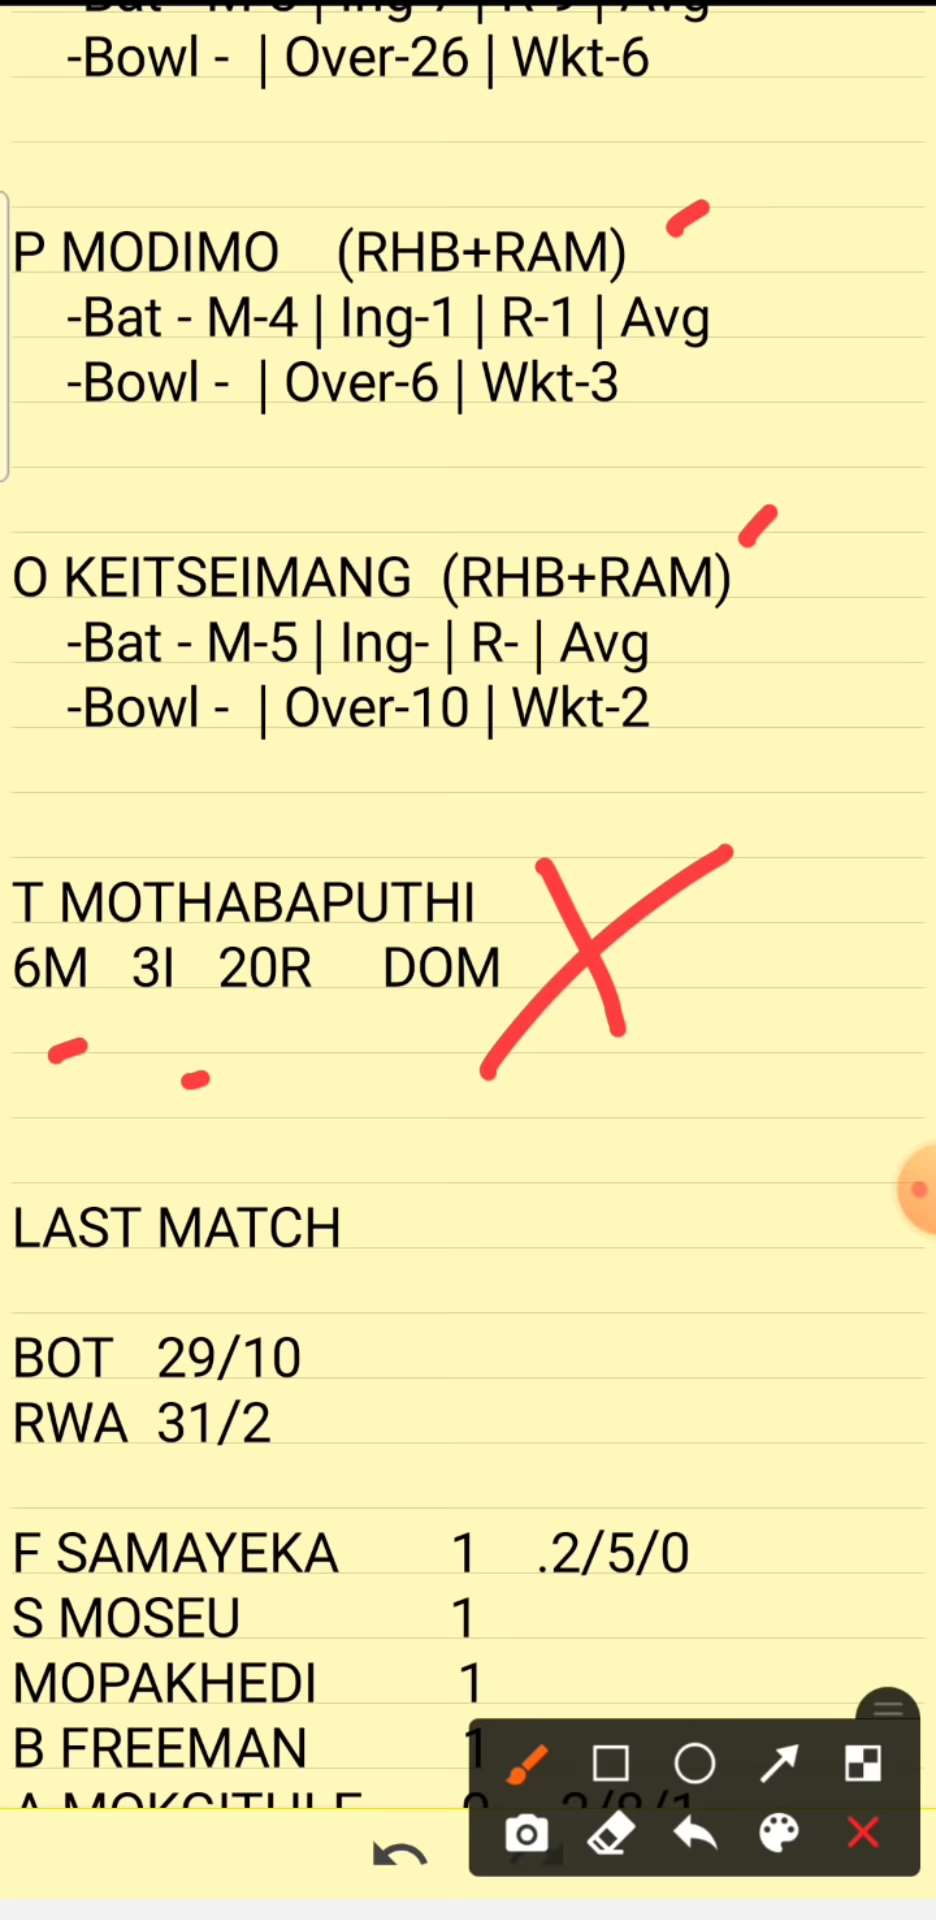 -Bowl -  | Over-26 | Wkt-6
P MODIMO    (RHB+RAM)
-Bat - M-4 | Ing-1 | R-1 | Avg
-Bowl -  | Over-6 | Wkt-3
O KEITSEIMANG  (RHB+RAM)
-Bat - M-5 | Ing- | R- | Avg
-Bowl -  | Over-10 | Wkt-2
T MOTHABAPUTHI
6M   3I   20R     DOM
LAST MATCH
BOT   29/10
RWA  31/2
F SAMAYEKA        1    .2/5/0
S MOSEU               1
MOPAKHEDI          1
B FREEMAN          1